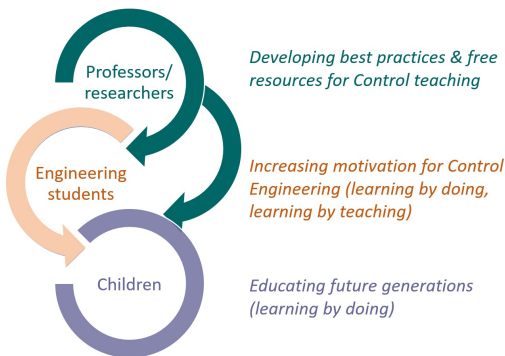 Professors/
researchers
Developing best practices & free
resources for Control teaching
Engineering
students
Increasing motivation for Control
Engineering (learning by doing,
learning by teaching)
Children
Educating future generations
(learning by doing)